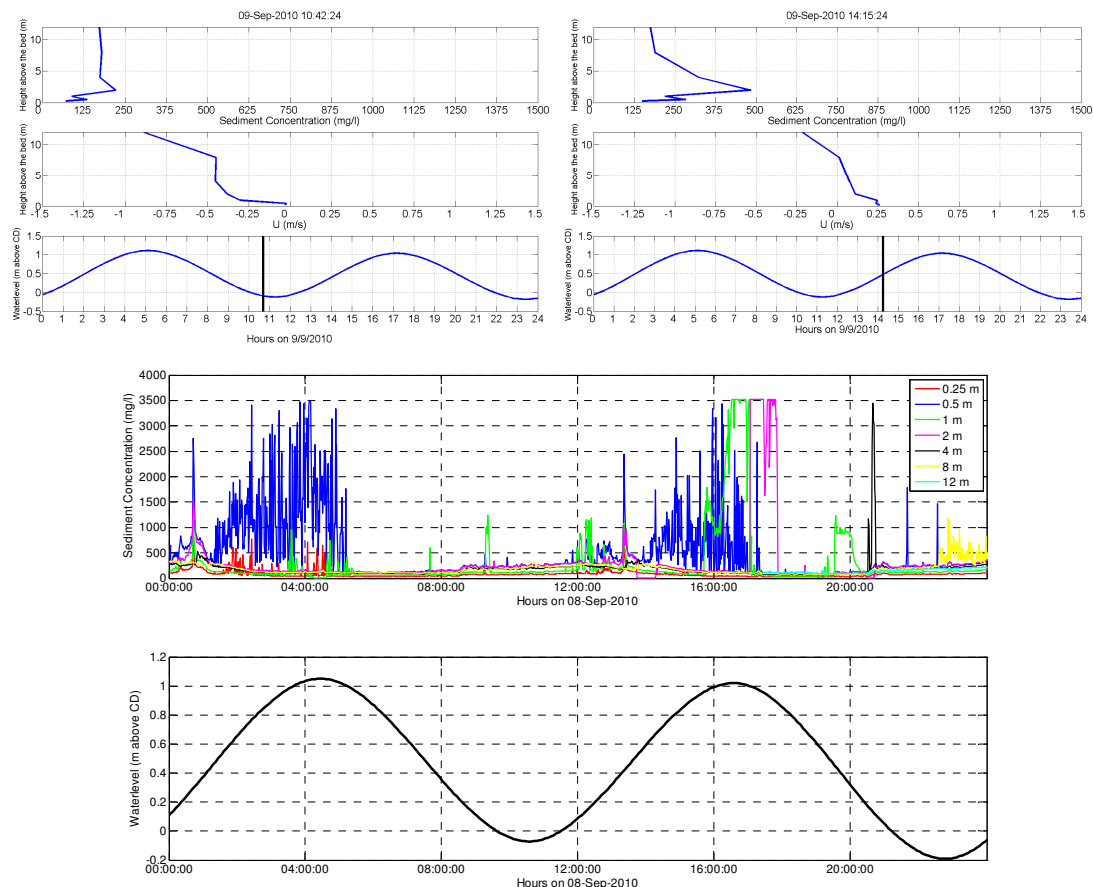 09-Sep-2010 10:42:24
Height above the bed (m)
10
5
0
125 250 375 500 625 750 875 1000 1125 1250 1375 1500
Sediment Concentration (mg/l)
Height above the bed (m)
10
5
0
-1.5 -1.25 -1 -0.75 -0.5 -0.25 0 0.25 0.5 0.75 1 1.25 1.5
U (m/s)
Waterlevel (m above CD)
1.5
1
0.5
0
-0.5
0 1 2 3 4 5 6 7 8 9 10 11 12 13 14 15 16 17 18 19 20 21 22 23 24
Hours on 9/9/2010
09-Sep-2010 14:15:24
Height above the bed (m)
10
5
0
125 250 375 500 625 750 875 1000 1125 1250 1375 1500
Sediment Concentration (mg/l)
Height above the bed (m)
10
5
0
-1.5 -1.25 -1 -0.75 -0.5 -0.25 0 0.25 0.5 0.75 1 1.25 1.5
U (m/s)
Waterlevel (m above CD)
1.5
1
0.5
0
-0.5
0 1 2 3 4 5 6 7 8 9 10 11 12 13 14 15 16 17 18 19 20 21 22 23 24
Hours on 9/9/2010
Sediment Concentration (mg/l)
4000
3500
3000
2500
2000
1500
1000
500
0
0.25 m
0.5 m
1 m
2 m
4 m
8 m
12 m
00:00:00 04:00:00 08:00:00 12:00:00 16:00:00 20:00:00
Hours on 08-Sep-2010
Waterlevel (m above CD)
1.2
1
0.8
0.6
0.4
0.2
0
-0.2
00:00:00 04:00:00 08:00:00 12:00:00 16:00:00 20:00:00
Hours on 08-Sep-2010